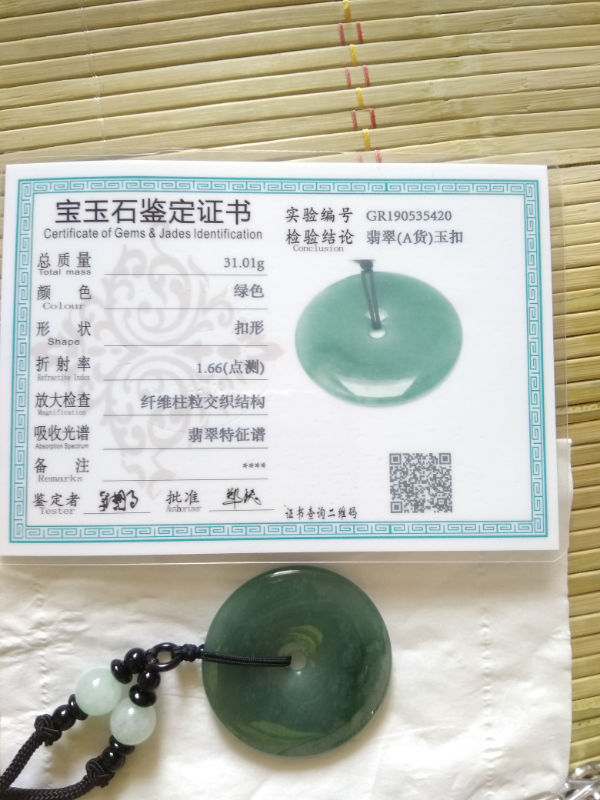 宝玉石鉴定证书
Certificate of Gems & Jades Identification
总质量 31.01g
Total mass
颜色 绿色
Colour
形状 扣形
Shape
折射率 1.66(点测)
Refractive Index
放大检查 纤维柱粒交织结构
Magnification
吸收光谱 翡翠特征谱
Absorption Spectrum
备注 ****
Remarks
鉴定者 批准
Tester Authorizer
实验编号 GR190535420
检验结论 翡翠(A货)玉扣
Conclusion
证书查询二维码